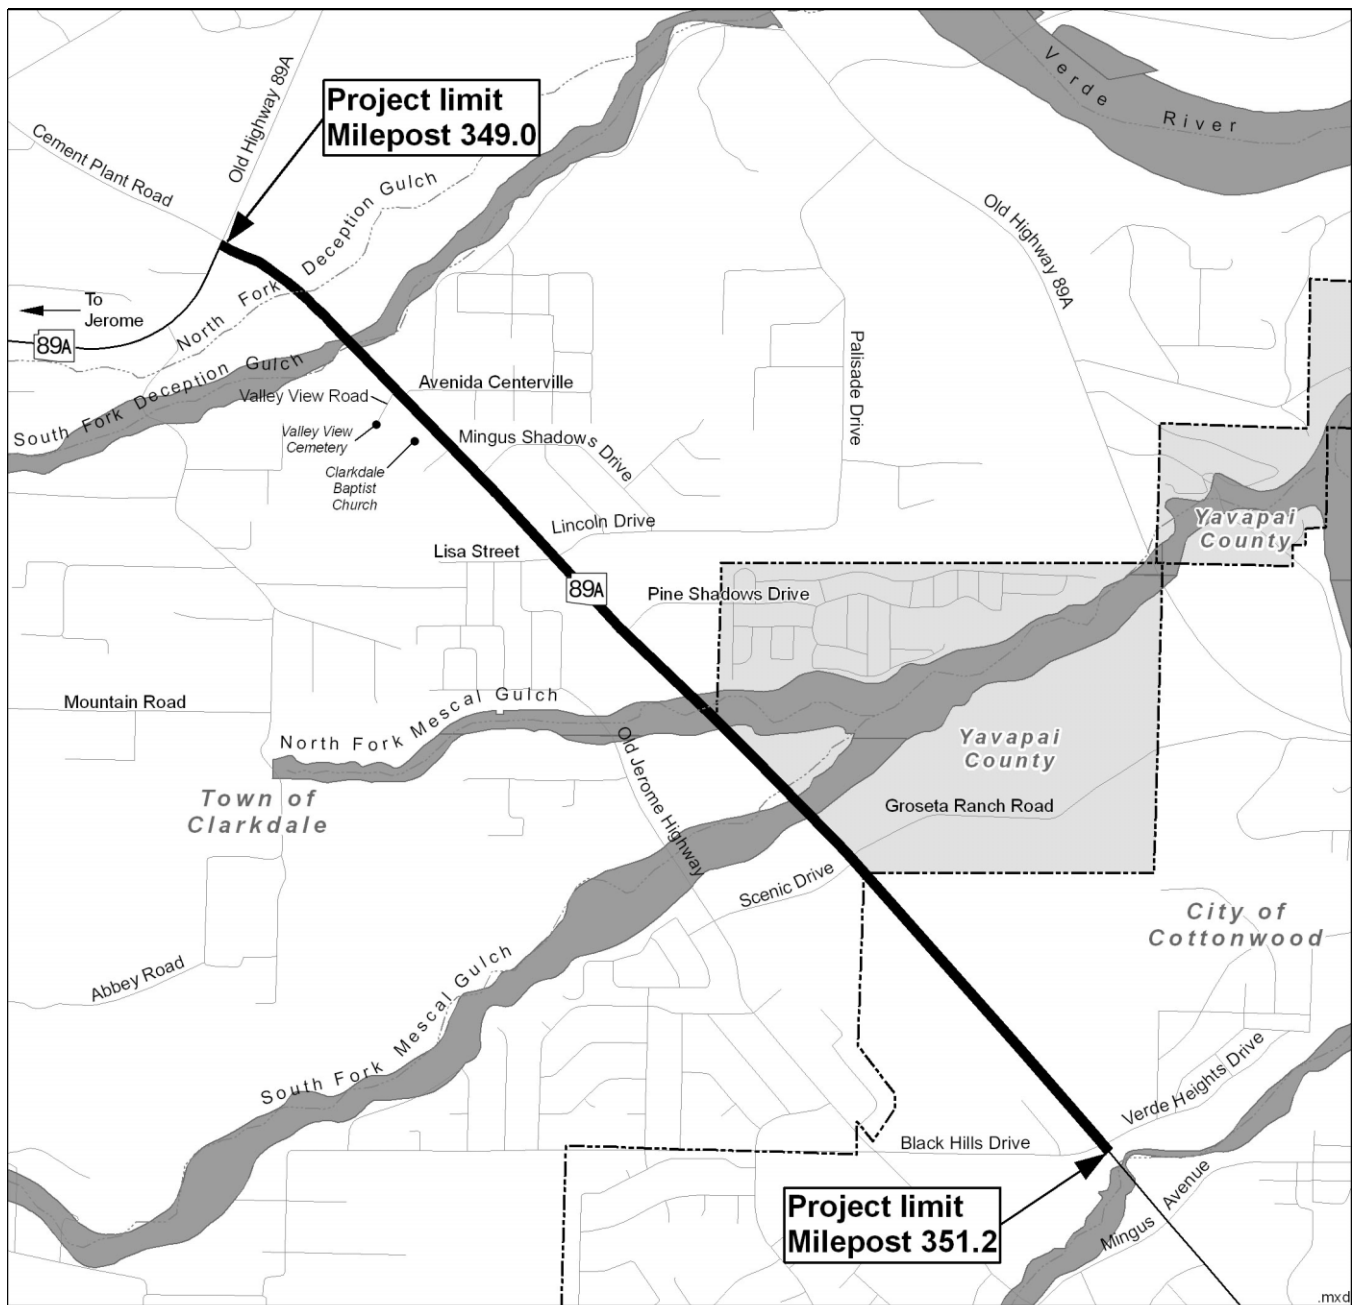 Verde River
Old Highway 89A
Project limit
Milepost 349.0
Cement Plant Road
North Fork Deception Gulch
Old Highway 89A
To
Jerome
89A
South Fork Deception Gulch
Palisade Drive
Avenida Centerville
Valley View Road
Valley View
Cemetery
Mingus Shadows Drive
Clarkdale
Baptist
Church
Lincoln Drive
Yavapai
County
Lisa Street
89A
Pine Shadows Drive
Mountain Road
North Fork Mescal Gulch
Yavapai
County
Old Jerome Highway
Town of
Clarkdale
Groseta Ranch Road
Scenic Drive
City of
Cottonwood
Abbey Road
South Fork Mescal Gulch
Verde Heights Drive
Black Hills Drive
Project limit
Milepost 351.2
Mingus Avenue
.mxd